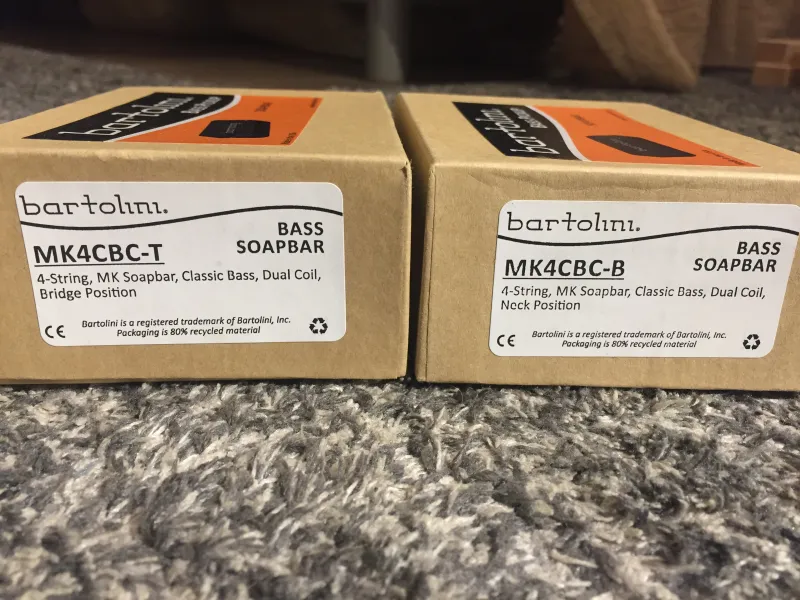 bartolini
bartolini
bartolini.
BASS
SOAPBAR
MK4CBC-T
4-String, MK Soapbar, Classic Bass, Dual Coil,
Bridge Position
Bartolini is a registered trademark of Bartolini, Inc.
Packaging is 80% recycled material
CE
bartolini.
BASS
SOAPBAR
MK4CBC-B
4-String, MK Soapbar, Classic Bass, Dual Coil,
Neck Position
Bartolini is a registered trademark of Bartolini, Inc.
Packaging is 80% recycled material
CE